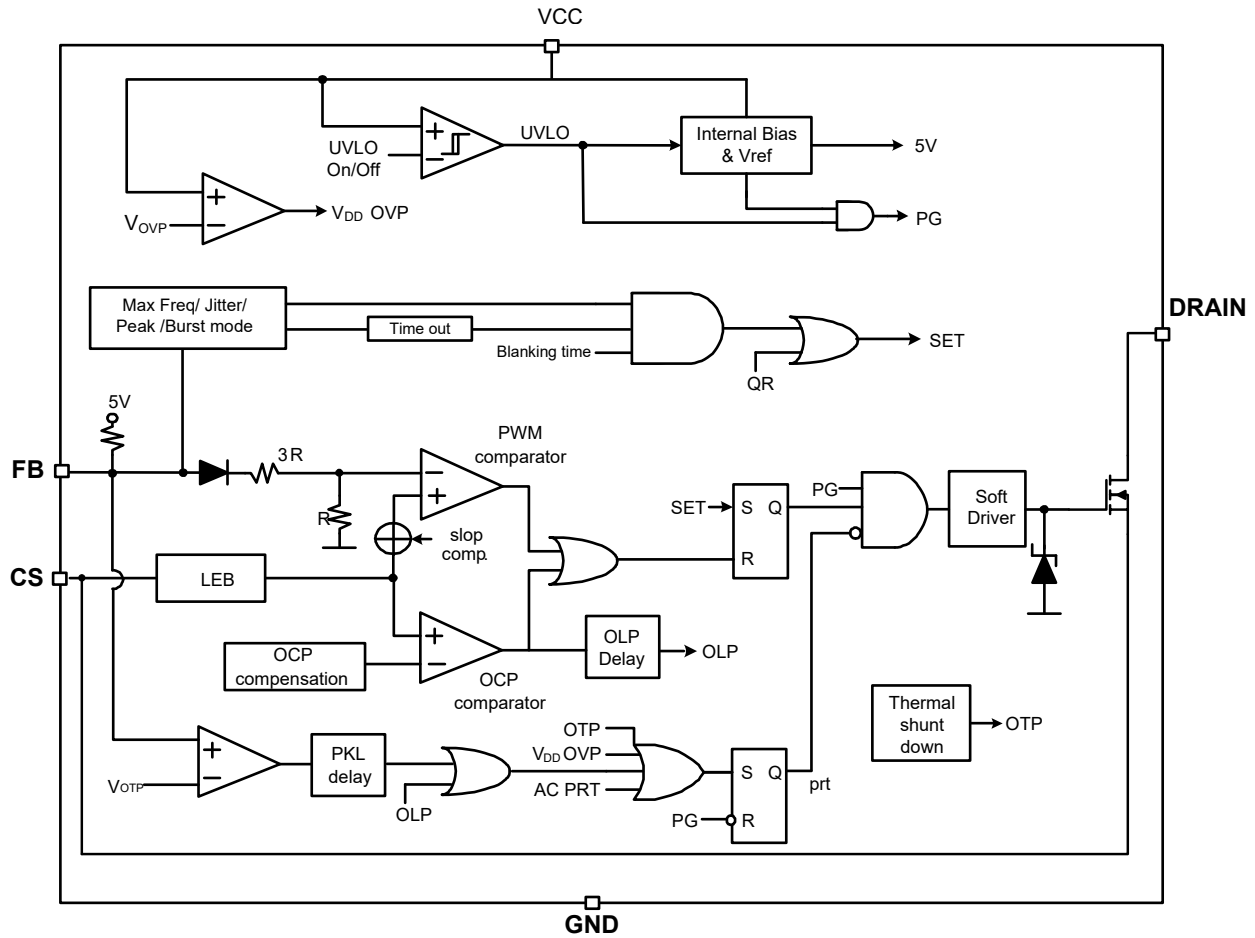 VCC
UVLO
On/Off
+
−
UVLO
Internal Bias
& Vref
5V
VOVP
+
−
VDD OVP
PG
Max Freq/ Jitter/
Peak /Burst mode
Time out
Blanking time
QR
SET
DRAIN
5V
FB
3R
R
PWM
comparator
−
+
slop
comp.
SET
S Q
R
PG
Soft
Driver
CS
LEB
OCP
compensation
+
−
OCP
comparator
OLP
Delay
OLP
Thermal
shunt
down
OTP
VOTP
+
−
PKL
delay
OLP
OTP
VDD OVP
AC PRT
S Q
R
PG
prt
GND